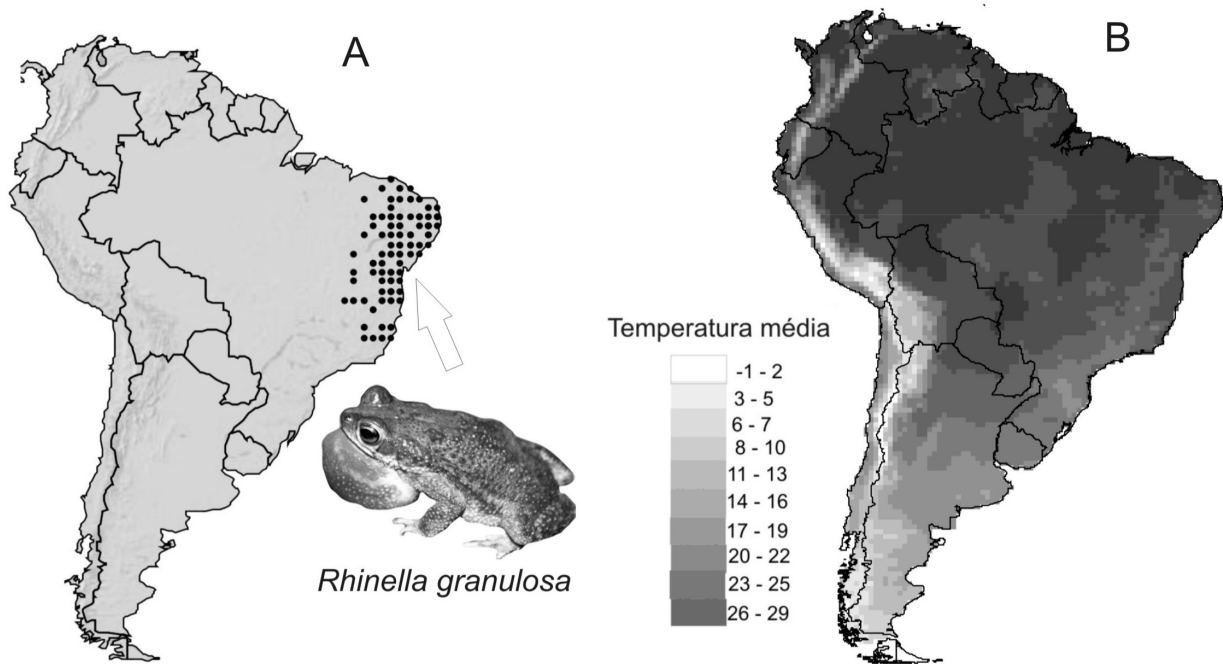 A
B
Rhinella granulosa
Temperatura média
-1 - 2
3 - 5
6 - 7
8 - 10
11 - 13
14 - 16
17 - 19
20 - 22
23 - 25
26 - 29